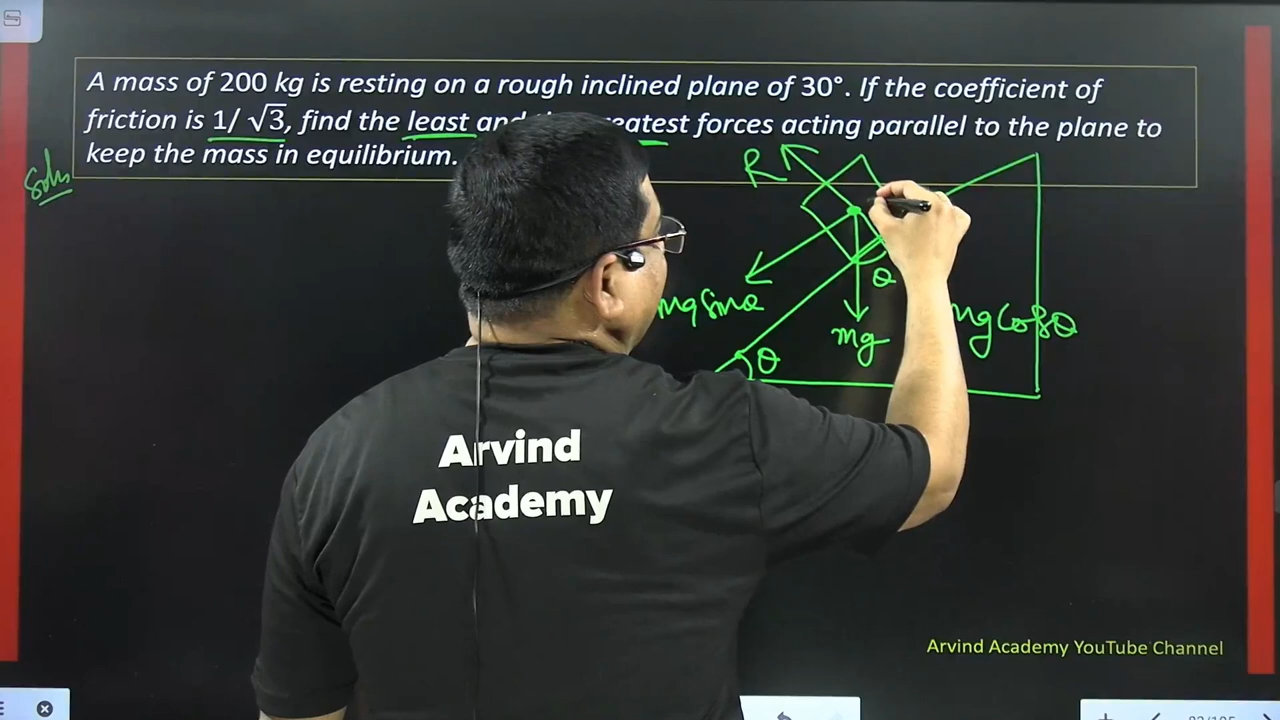 A mass of 200 kg is resting on a rough inclined plane of 30°. If the coefficient of
friction is 1/ √3, find the least and greatest forces acting parallel to the plane to
keep the mass in equilibrium.
Soln
R
θ
mg sinθ
mg cosθ
mg
θ
Arvind
Academy
Arvind Academy YouTube Channel